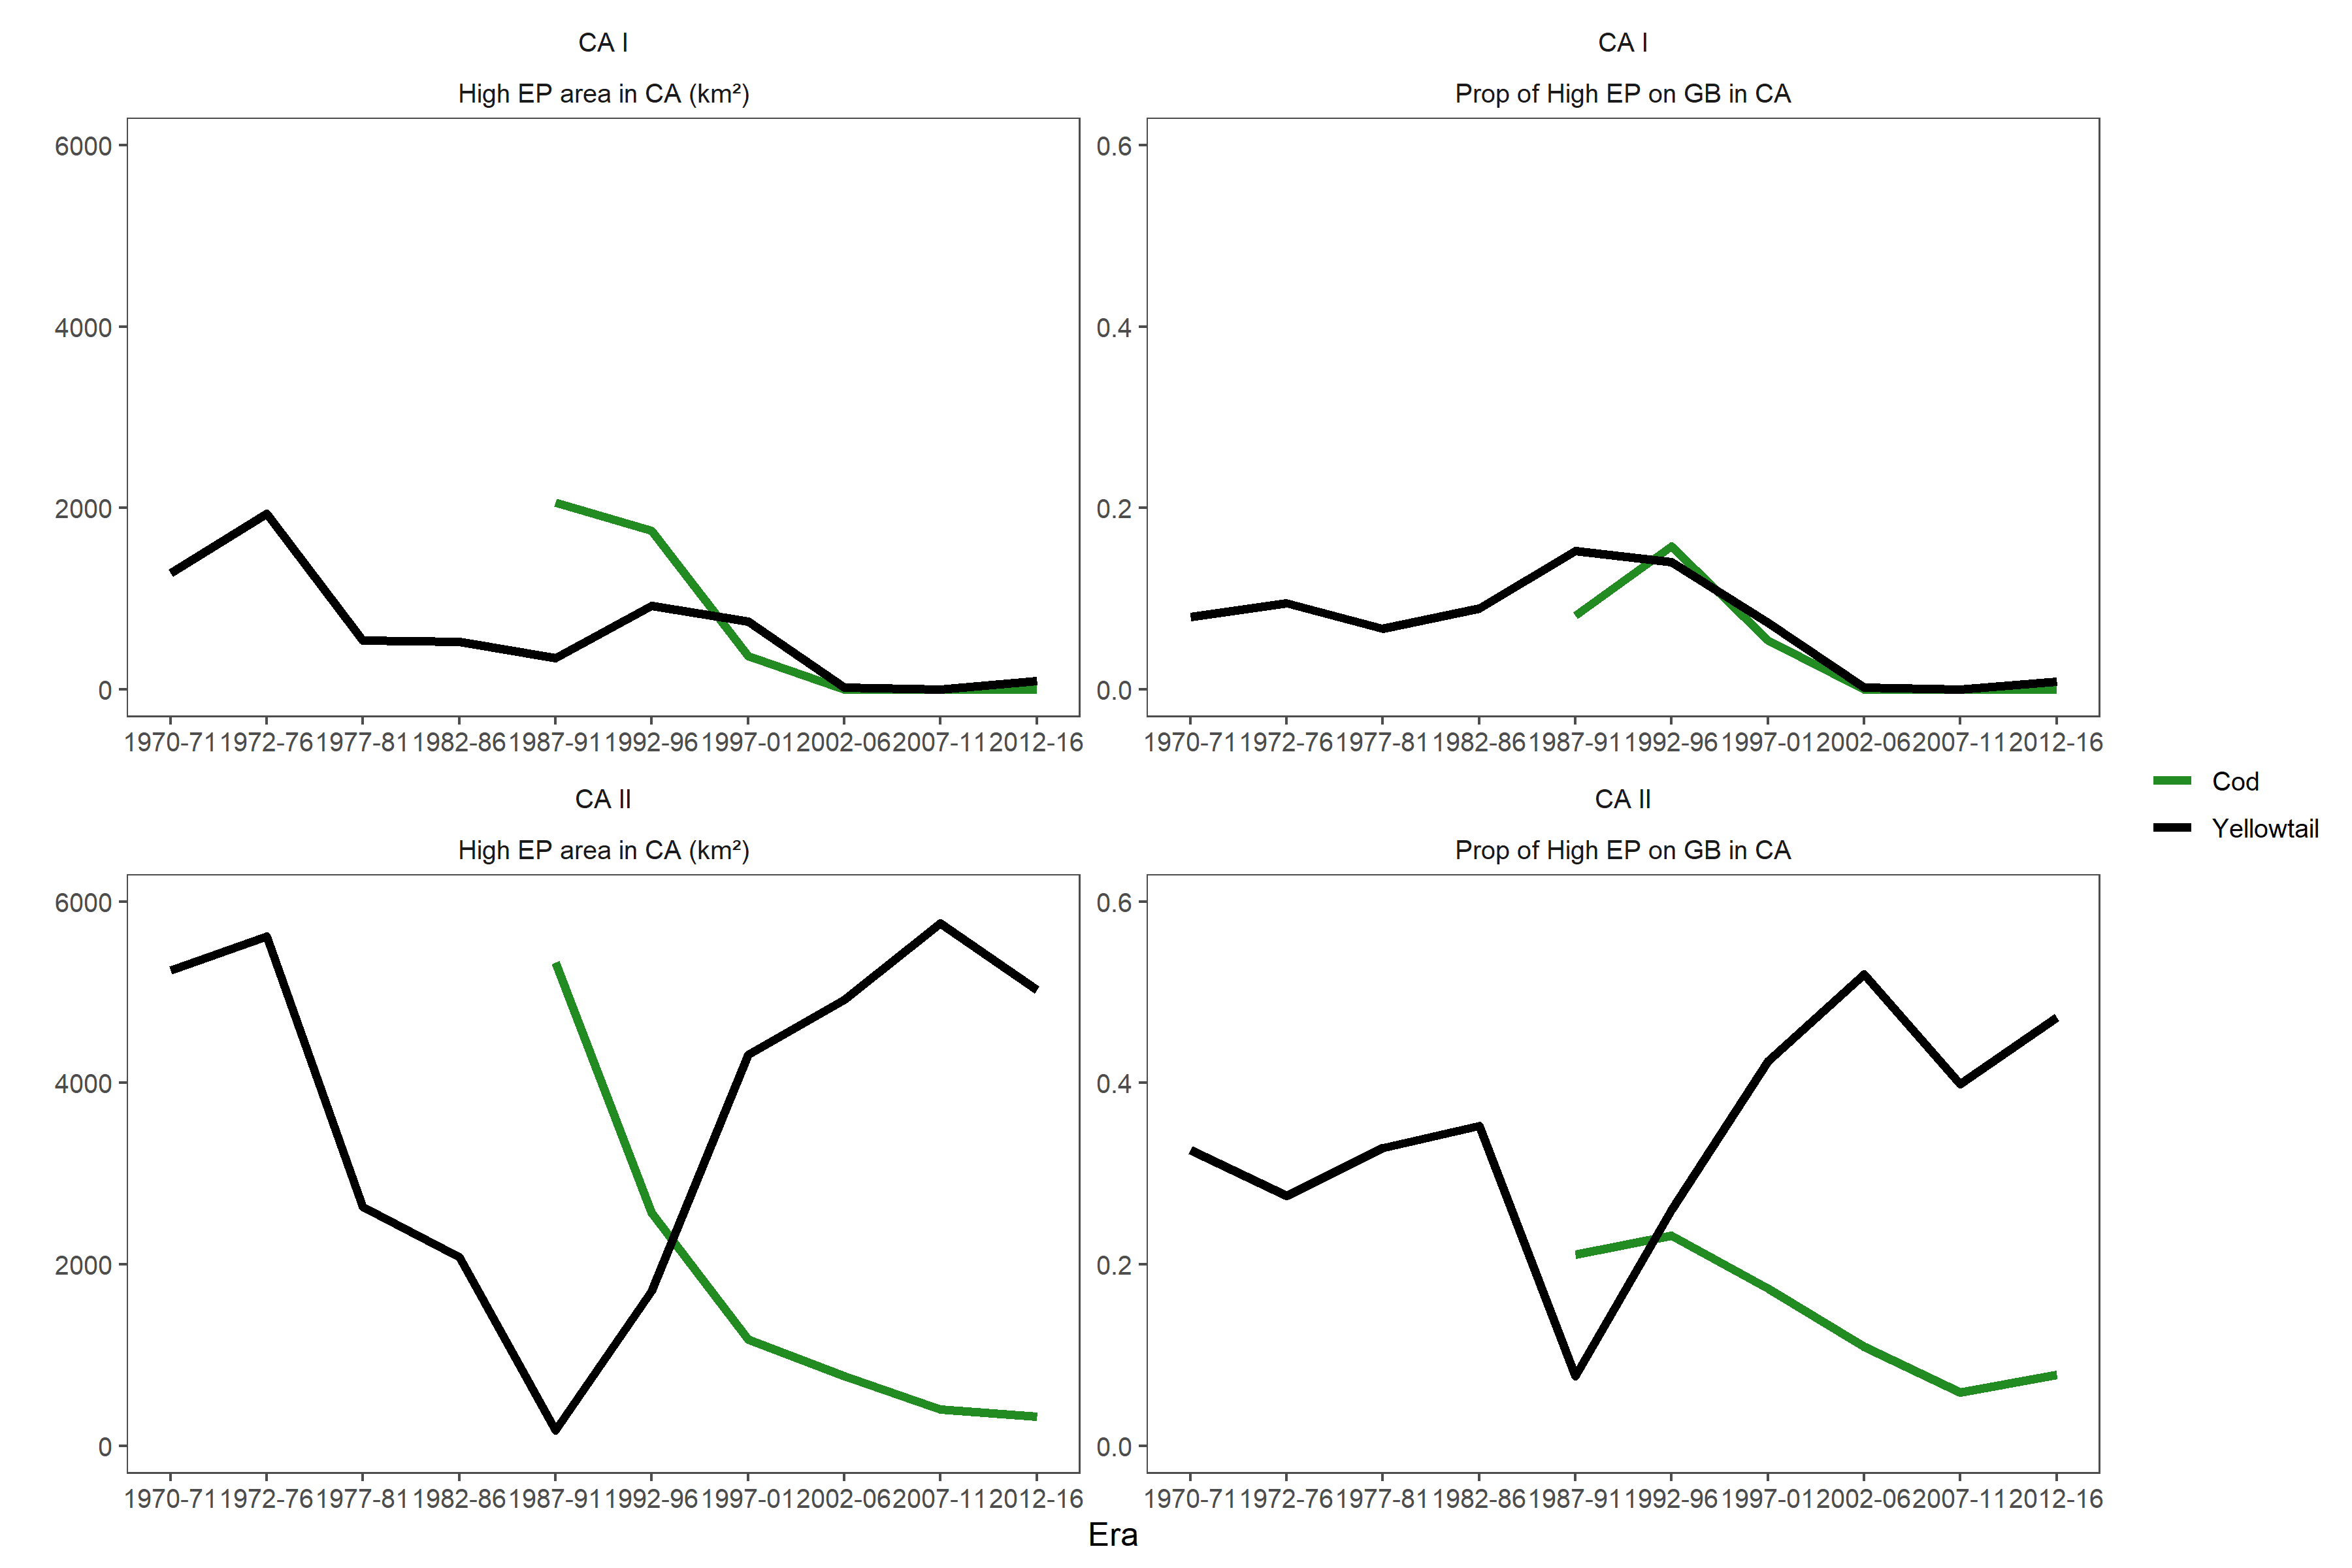 CA I
High EP area in CA (km²)
6000
4000
2000
0
1970-71 1972-76 1977-81 1982-86 1987-91 1992-96 1997-01 2002-06 2007-11 2012-16
CA I
Prop of High EP on GB in CA
0.6
0.4
0.2
0.0
1970-71 1972-76 1977-81 1982-86 1987-91 1992-96 1997-01 2002-06 2007-11 2012-16
CA II
High EP area in CA (km²)
6000
4000
2000
0
1970-71 1972-76 1977-81 1982-86 1987-91 1992-96 1997-01 2002-06 2007-11 2012-16
CA II
Prop of High EP on GB in CA
0.6
0.4
0.2
0.0
1970-71 1972-76 1977-81 1982-86 1987-91 1992-96 1997-01 2002-06 2007-11 2012-16
Era
Cod
Yellowtail